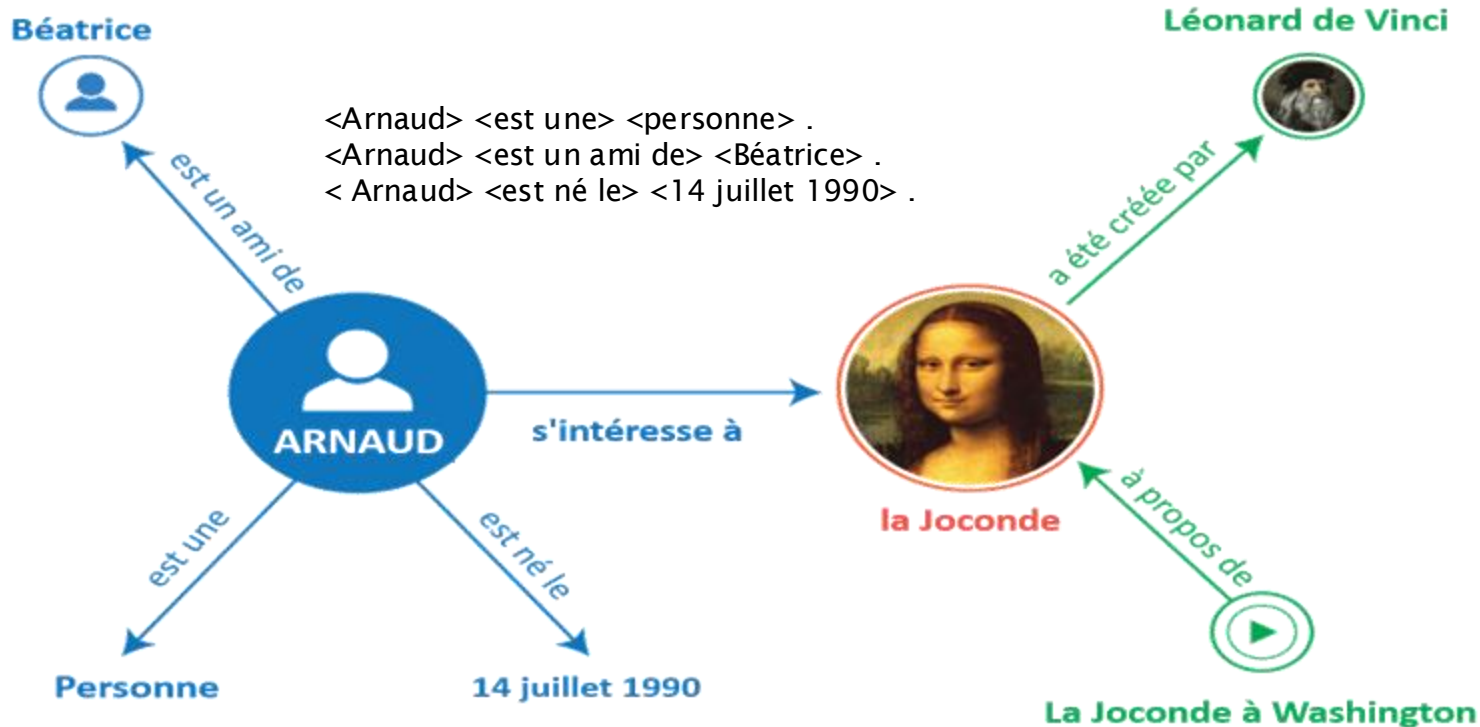 Béatrice
Léonard de Vinci
<Arnaud> <est une> <personne> .
<Arnaud> <est un ami de> <Béatrice> .
< Arnaud> <est né le> <14 juillet 1990> .
est un ami de
a été créée par
ARNAUD
s'intéresse à
la Joconde
est une
est né le
à propos de
Personne
14 juillet 1990
La Joconde à Washington